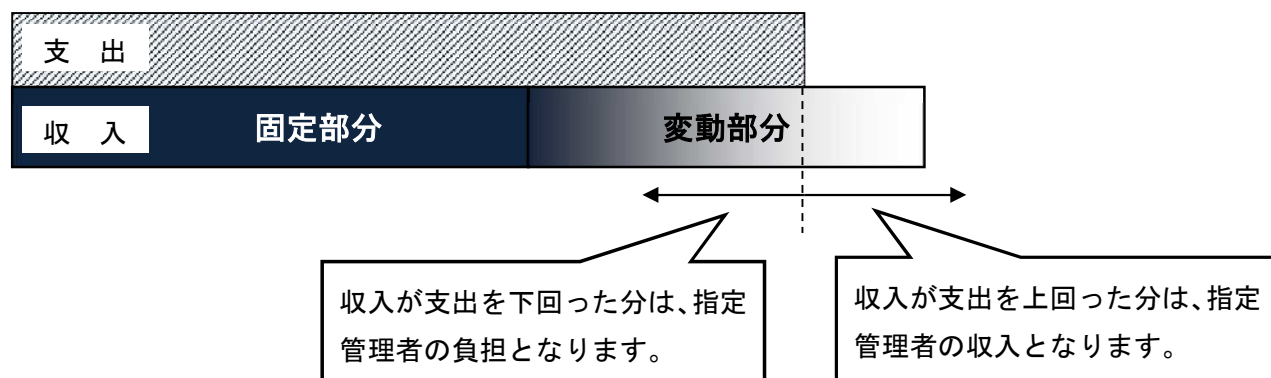 支 出
収 入
固定部分
変動部分
収入が支出を下回った分は、指定
管理者の負担となります。
収入が支出を上回った分は、指定
管理者の収入となります。